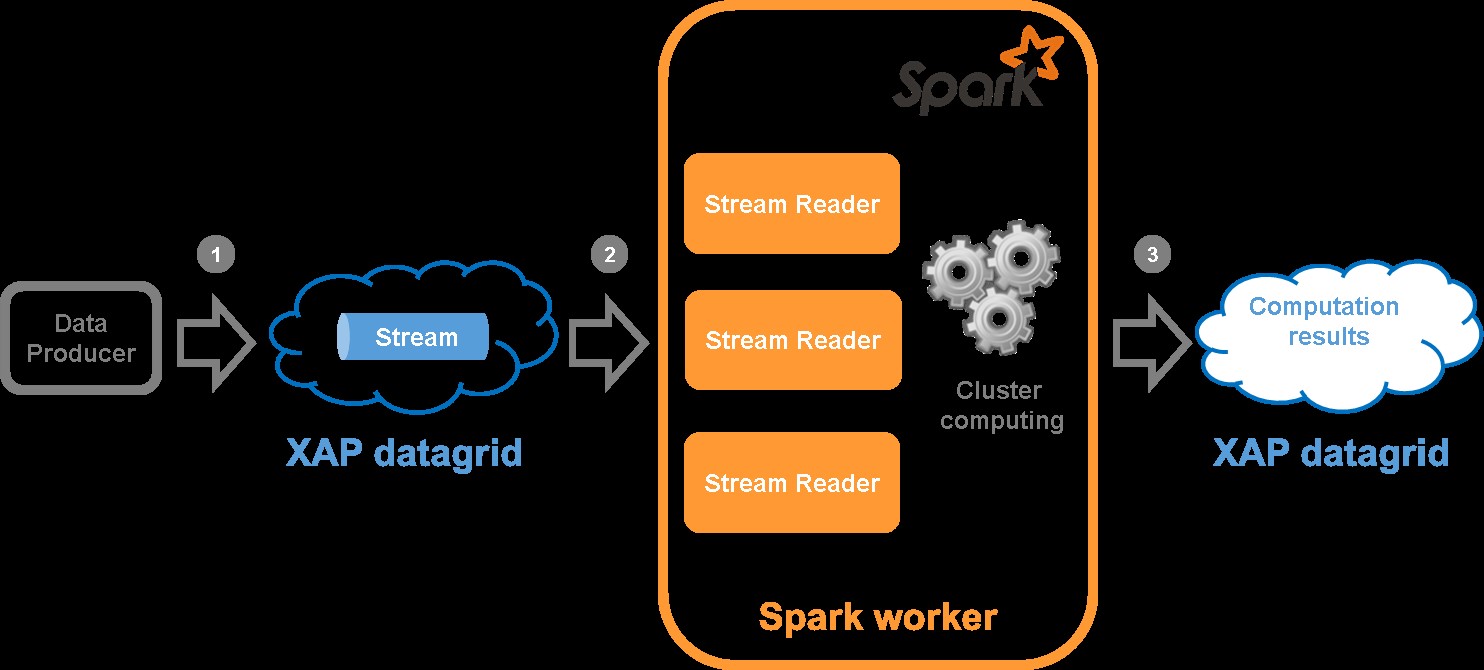 Spark
Stream Reader
1
2
3
Data
Producer
Stream
Stream Reader
Computation
results
Cluster
computing
XAP datagrid
XAP datagrid
Stream Reader
Spark worker